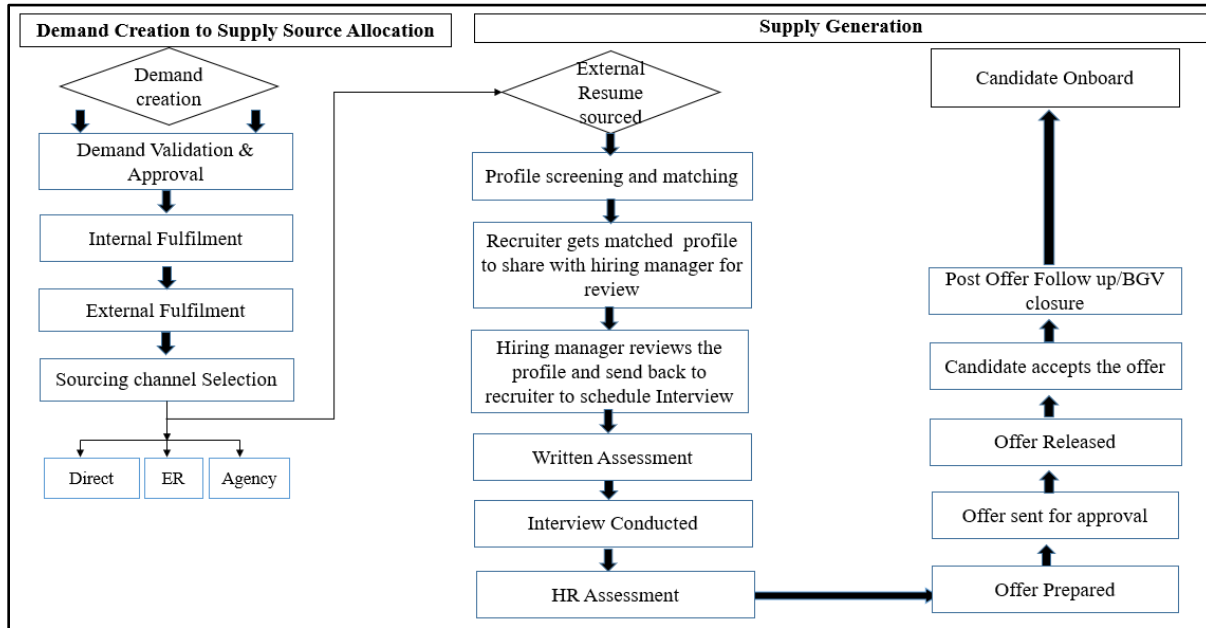 Demand Creation to Supply Source Allocation
Demand
creation
Demand Validation &
Approval
Internal Fulfilment
External Fulfilment
Sourcing channel Selection
Direct
ER
Agency
Supply Generation
External
Resume
sourced
Profile screening and matching
Recruiter gets matched profile
to share with hiring manager for
review
Hiring manager reviews the
profile and send back to
recruiter to schedule Interview
Written Assessment
Interview Conducted
HR Assessment
Candidate Onboard
Post Offer Follow up/BGV
closure
Candidate accepts the offer
Offer Released
Offer sent for approval
Offer Prepared